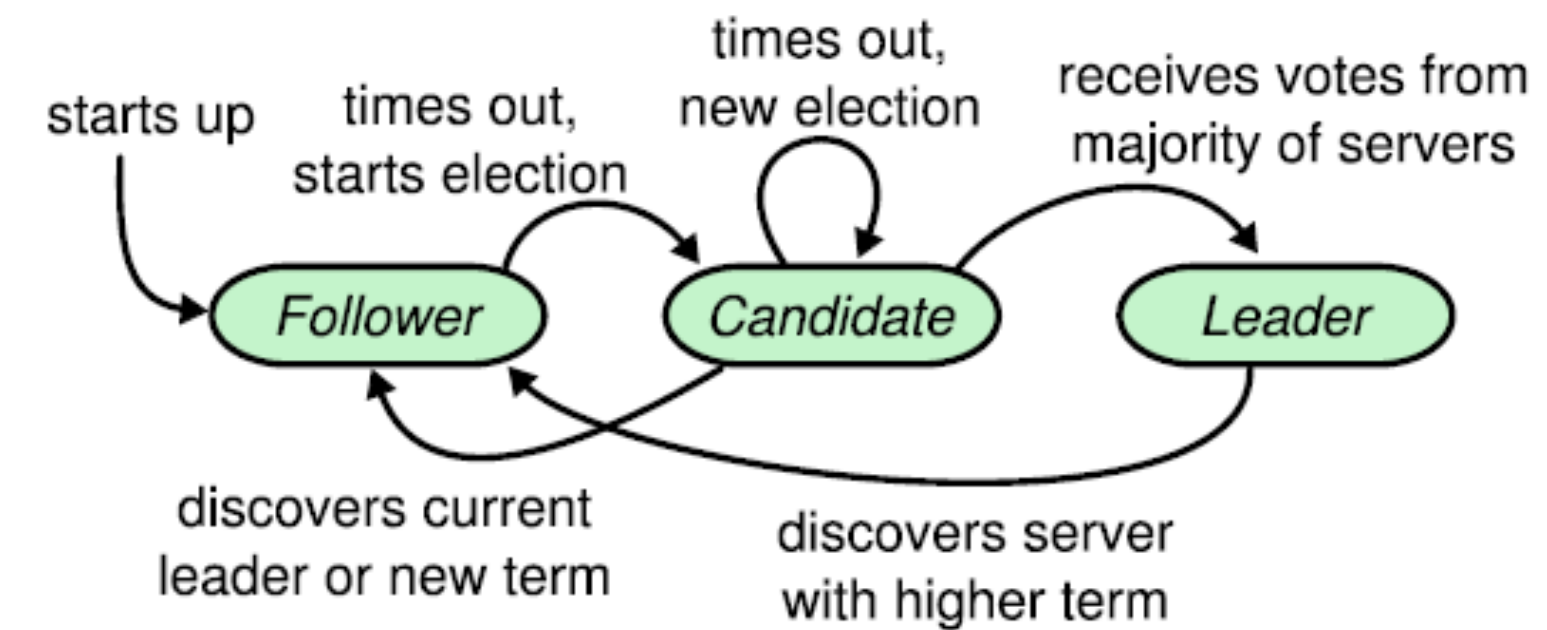 starts up
times out,
starts election
times out,
new election
receives votes from
majority of servers
Follower
Candidate
Leader
discovers current
leader or new term
discovers server
with higher term